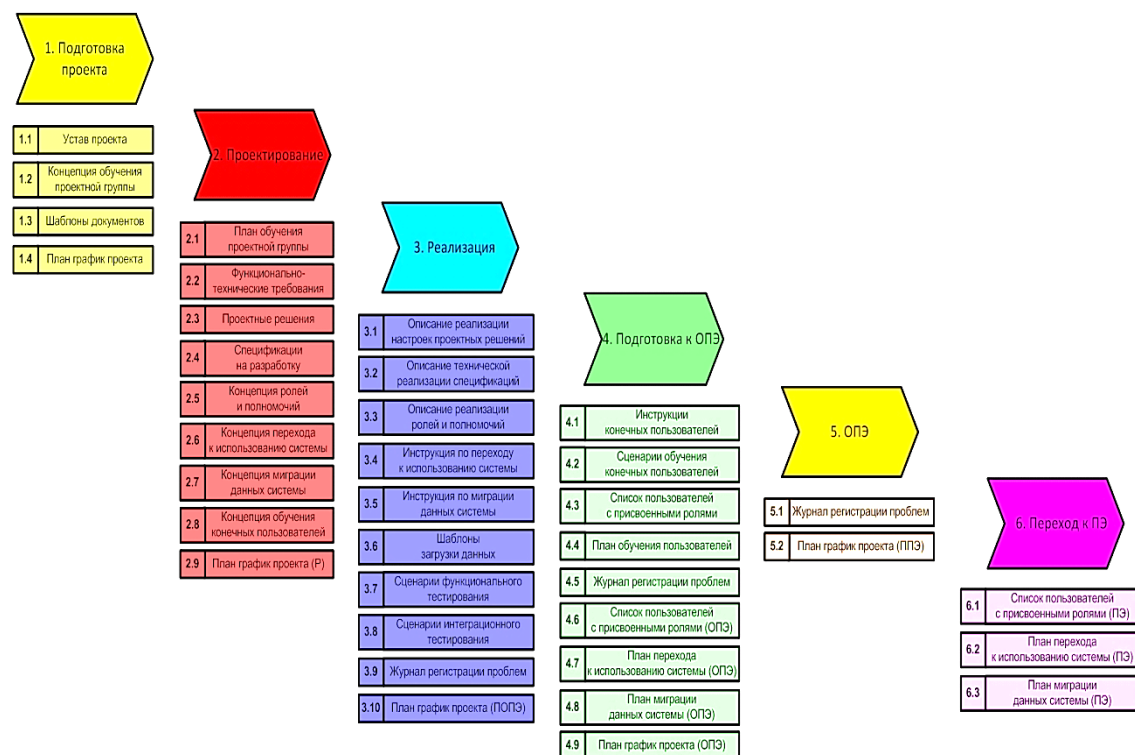 1. Подготовка
проекта
1.1 Устав проекта
1.2 Концепция обучения
проектной группы
1.3 Шаблоны документов
1.4 План график проекта
2. Проектирование
2.1 План обучения
проектной группы
2.2 Функционально-
технические требования
2.3 Проектные решения
2.4 Спецификации
на разработку
2.5 Концепция ролей
и полномочий
2.6 Концепция перехода
к использованию системы
2.7 Концепция миграции
данных системы
2.8 Концепция обучения
конечных пользователей
2.9 План график проекта (Р)
3. Реализация
3.1 Описание реализации
настроек проектных решений
3.2 Описание технической
реализации спецификаций
3.3 Описание реализации
ролей и полномочий
3.4 Инструкция по переходу
к использованию системы
3.5 Инструкция по миграции
данных системы
3.6 Шаблоны
загрузки данных
3.7 Сценарии функционального
тестирования
3.8 Сценарии интеграционного
тестирования
3.9 Журнал регистрации проблем
3.10 План график проекта (ПОПЭ)
4. Подготовка к ОПЭ
4.1 Инструкции
конечных пользователей
4.2 Сценарии обучения
конечных пользователей
4.3 Список пользователей
с присвоенными ролями
4.4 План обучения пользователей
4.5 Журнал регистрации проблем
4.6 Список пользователей
с присвоенными ролями (ОПЭ)
4.7 План перехода
к использованию системы (ОПЭ)
4.8 План миграции
данных системы (ОПЭ)
4.9 План график проекта (ОПЭ)
5. ОПЭ
5.1 Журнал регистрации проблем
5.2 План график проекта (ППЭ)
6. Переход к ПЭ
6.1 Список пользователей
с присвоенными ролями (ПЭ)
6.2 План перехода
к использованию системы (ПЭ)
6.3 План миграции
данных системы (ПЭ)